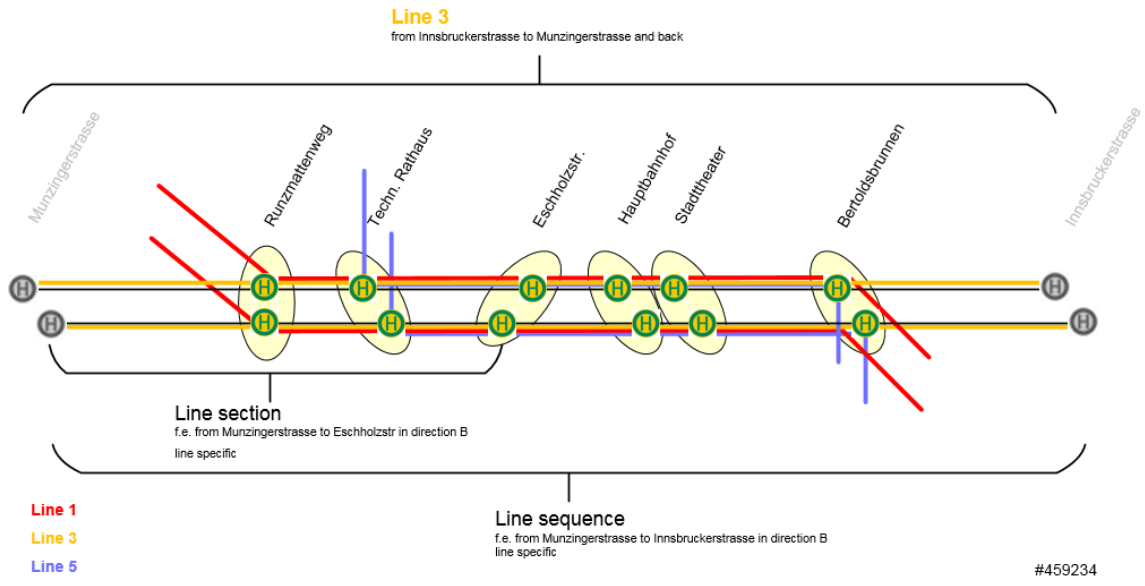 Line 3
from Innsbruckerstrasse to Munzingerstrasse and back
Munzingerstrasse
Runzmattenweg
Techn. Rathaus
Eschholzstr.
Hauptbahnhof
Stadttheater
Bertoldsbrunnen
Innsbruckerstrasse
H H H H H H H H
H H H H H H H H
Line section
f.e. from Munzingerstrasse to Eschholzstr in direction B
line specific
Line sequence
f.e. from Munzingerstrasse to Innsbruckerstrasse in direction B
line specific
Line 1
Line 3
Line 5
#459234